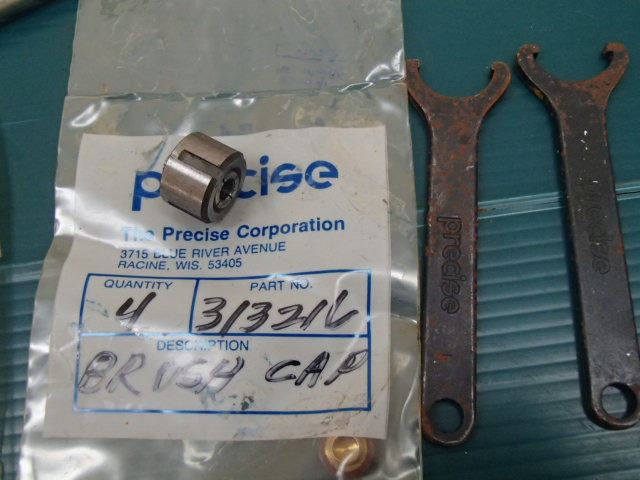 precise
The Precise Corporation
3715 BLUE RIVER AVENUE
RACINE, WIS. 53405
QUANTITY PART NO.
4 313216
DESCRIPTION
BRUSH CAP
precise
precise